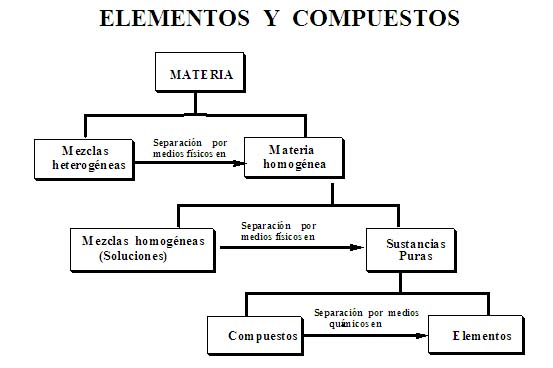 ELEMENTOS Y COMPUESTOS
MATERIA
Mezclas
heterogéneas
Separación por
medios físicos en
Materia
homogénea
Mezclas homogéneas
(Soluciones)
Separación por
medios físicos en
Sustancias
Puras
Compuestos
Separación por medios
químicos en
Elementos